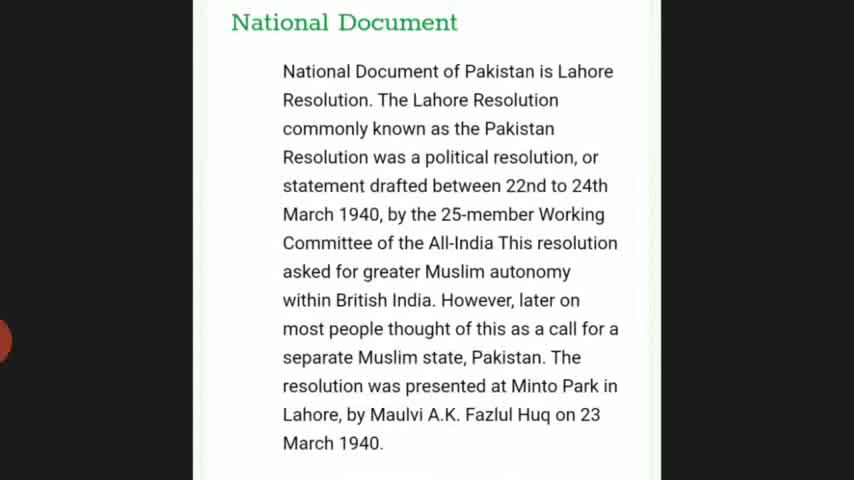 National Document
National Document of Pakistan is Lahore
Resolution. The Lahore Resolution
commonly known as the Pakistan
Resolution was a political resolution, or
statement drafted between 22nd to 24th
March 1940, by the 25-member Working
Committee of the All-India This resolution
asked for greater Muslim autonomy
within British India. However, later on
most people thought of this as a call for a
separate Muslim state, Pakistan. The
resolution was presented at Minto Park in
Lahore, by Maulvi A.K. Fazlul Huq on 23
March 1940.